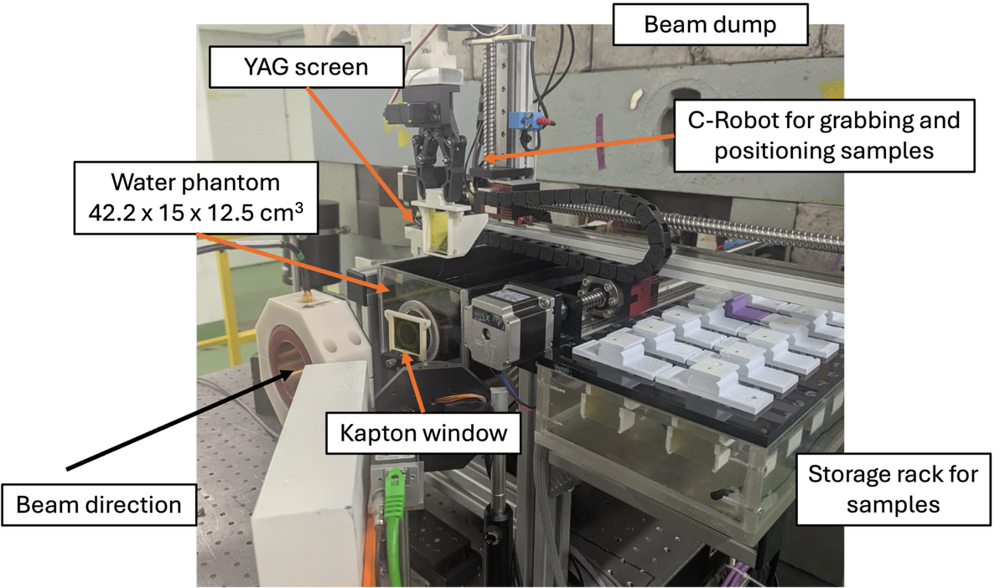 Beam dump
YAG screen
C-Robot for grabbing and
positioning samples
Water phantom
42.2 x 15 x 12.5 cm³
Kapton window
Storage rack for
samples
Beam direction